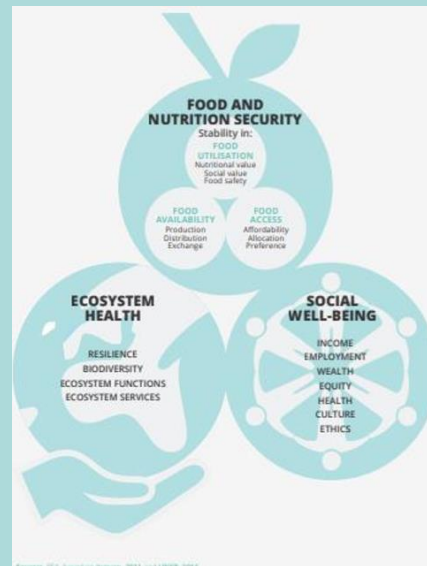 FOOD AND
NUTRITION SECURITY
Stability in:
FOOD
UTILISATION
Nutritional value
Social value
Food safety
FOOD
AVAILABILITY
Production
Distribution
Exchange
FOOD
ACCESS
Affordability
Allocation
Preference
ECOSYSTEM
HEALTH
RESILIENCE
BIODIVERSITY
ECOSYSTEM FUNCTIONS
ECOSYSTEM SERVICES
SOCIAL
WELL-BEING
INCOME
EMPLOYMENT
WEALTH
EQUITY
HEALTH
CULTURE
ETHICS